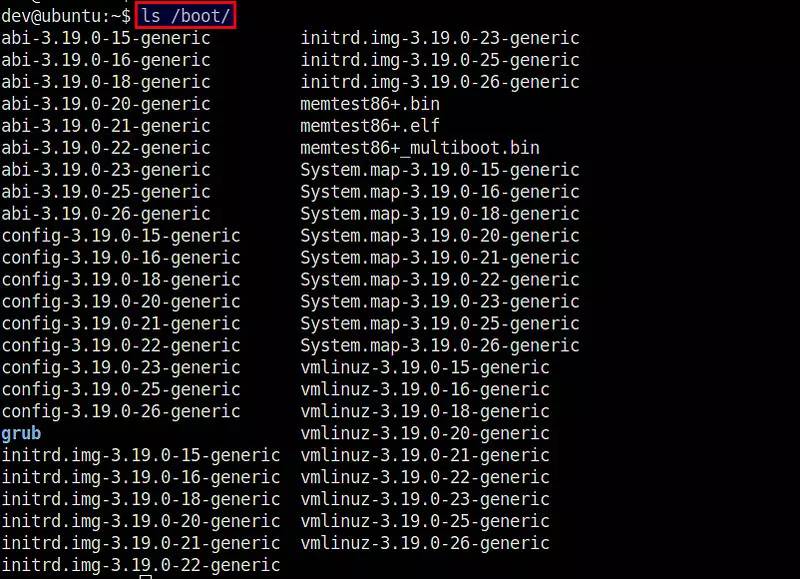 dev@ubuntu:~$ ls /boot/
abi-3.19.0-15-generic initrd.img-3.19.0-23-generic
abi-3.19.0-16-generic initrd.img-3.19.0-25-generic
abi-3.19.0-18-generic initrd.img-3.19.0-26-generic
abi-3.19.0-20-generic memtest86+.bin
abi-3.19.0-21-generic memtest86+.elf
abi-3.19.0-22-generic memtest86+_multiboot.bin
abi-3.19.0-23-generic System.map-3.19.0-15-generic
abi-3.19.0-25-generic System.map-3.19.0-16-generic
abi-3.19.0-26-generic System.map-3.19.0-18-generic
config-3.19.0-15-generic System.map-3.19.0-20-generic
config-3.19.0-16-generic System.map-3.19.0-21-generic
config-3.19.0-18-generic System.map-3.19.0-22-generic
config-3.19.0-20-generic System.map-3.19.0-23-generic
config-3.19.0-21-generic System.map-3.19.0-25-generic
config-3.19.0-22-generic System.map-3.19.0-26-generic
config-3.19.0-23-generic vmlinuz-3.19.0-15-generic
config-3.19.0-25-generic vmlinuz-3.19.0-16-generic
config-3.19.0-26-generic vmlinuz-3.19.0-18-generic
grub vmlinuz-3.19.0-20-generic
initrd.img-3.19.0-15-generic vmlinuz-3.19.0-21-generic
initrd.img-3.19.0-16-generic vmlinuz-3.19.0-22-generic
initrd.img-3.19.0-18-generic vmlinuz-3.19.0-23-generic
initrd.img-3.19.0-20-generic vmlinuz-3.19.0-25-generic
initrd.img-3.19.0-21-generic vmlinuz-3.19.0-26-generic
initrd.img-3.19.0-22-generic